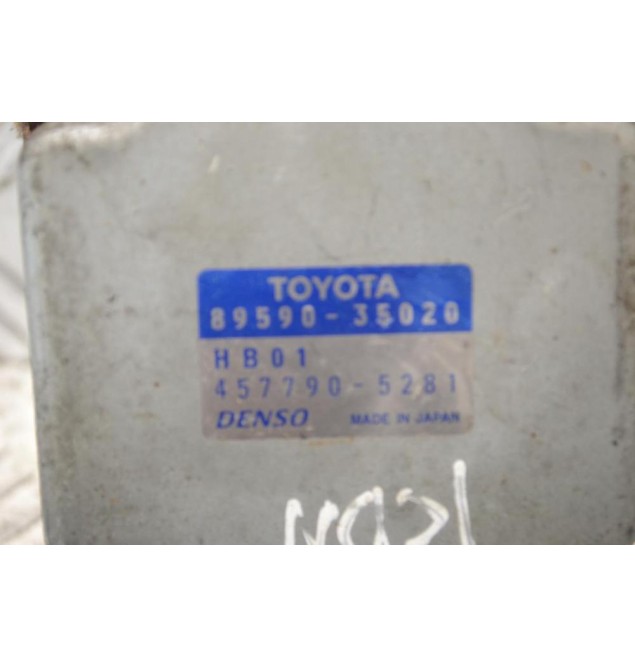 TOYOTA
89590-35020
HB01
457790-5281
DENSO MADE IN JAPAN